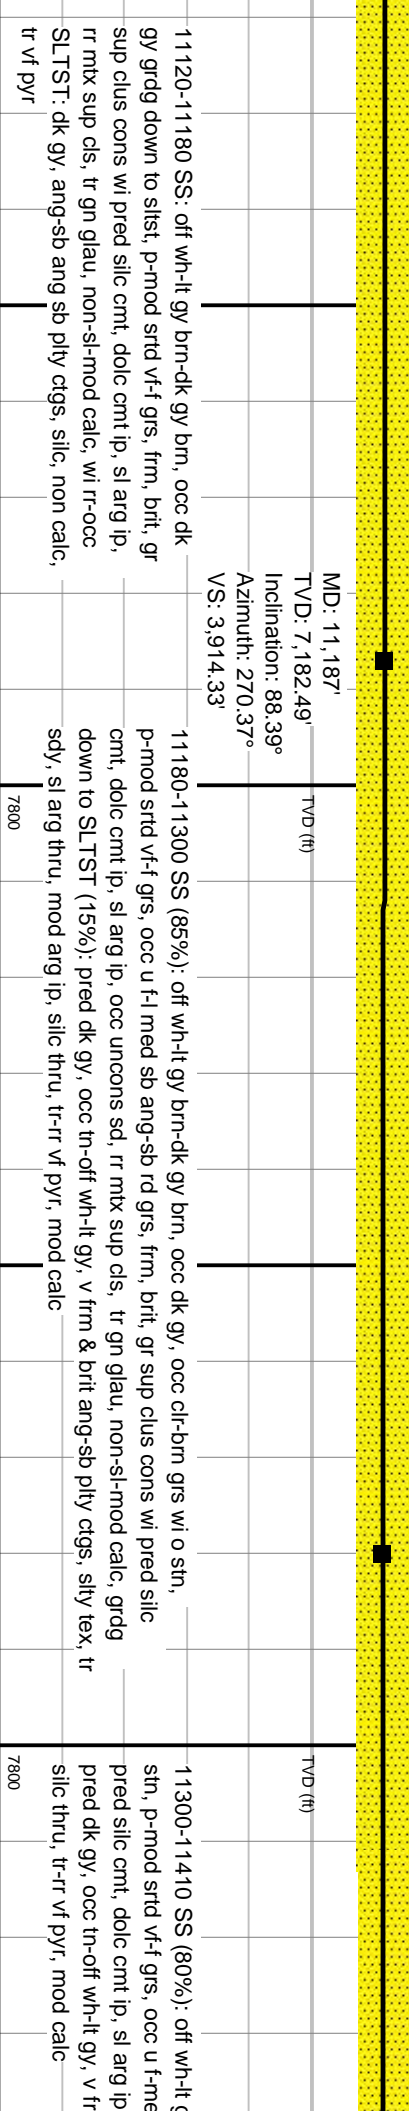 11120-11180 SS: off wh-lt gy brn-dk gy brn, occ dk
gy grdg down to sltst, p-mod srtd vf-f grs, frm, brit, gr
sup clus cons wi pred silc cmt, dolc cmt ip, sl arg ip,
rr mtx sup cls, tr gn glau, non-sl-mod calc, wi rr-occ
SLTST: dk gy, ang-sb ang sb plty ctgs, silc, non calc,
tr vf pyr
MD: 11,187'
TVD: 7,182.49'
Inclination: 88.39°
Azimuth: 270.37°
VS: 3,914.33'
TVD (ft)
7800
11180-11300 SS (85%): off wh-lt gy brn-dk gy brn, occ dk gy, occ clr-brn grs wi o stn,
p-mod srtd vf-f grs, occ u f-l med sb ang-sb rd grs, frm, brit, gr sup clus cons wi pred silc
cmt, dolc cmt ip, sl arg ip, occ uncons sd, rr mtx sup cls, tr gn glau, non-sl-mod calc, grdg
down to SLTST (15%): pred dk gy, occ tn-off wh-lt gy, v frm & brit ang-sb plty ctgs, slty tex, tr
sdy, sl arg thru, mod arg ip, silc thru, tr-rr vf pyr, mod calc
TVD (ft)
7800
11300-11410 SS (80%): off wh-lt
stn, p-mod srtd vf-f grs, occ u f-me
pred silc cmt, dolc cmt ip, sl arg ip
pred dk gy, occ tn-off wh-lt gy, v fr
silc thru, tr-rr vf pyr, mod calc